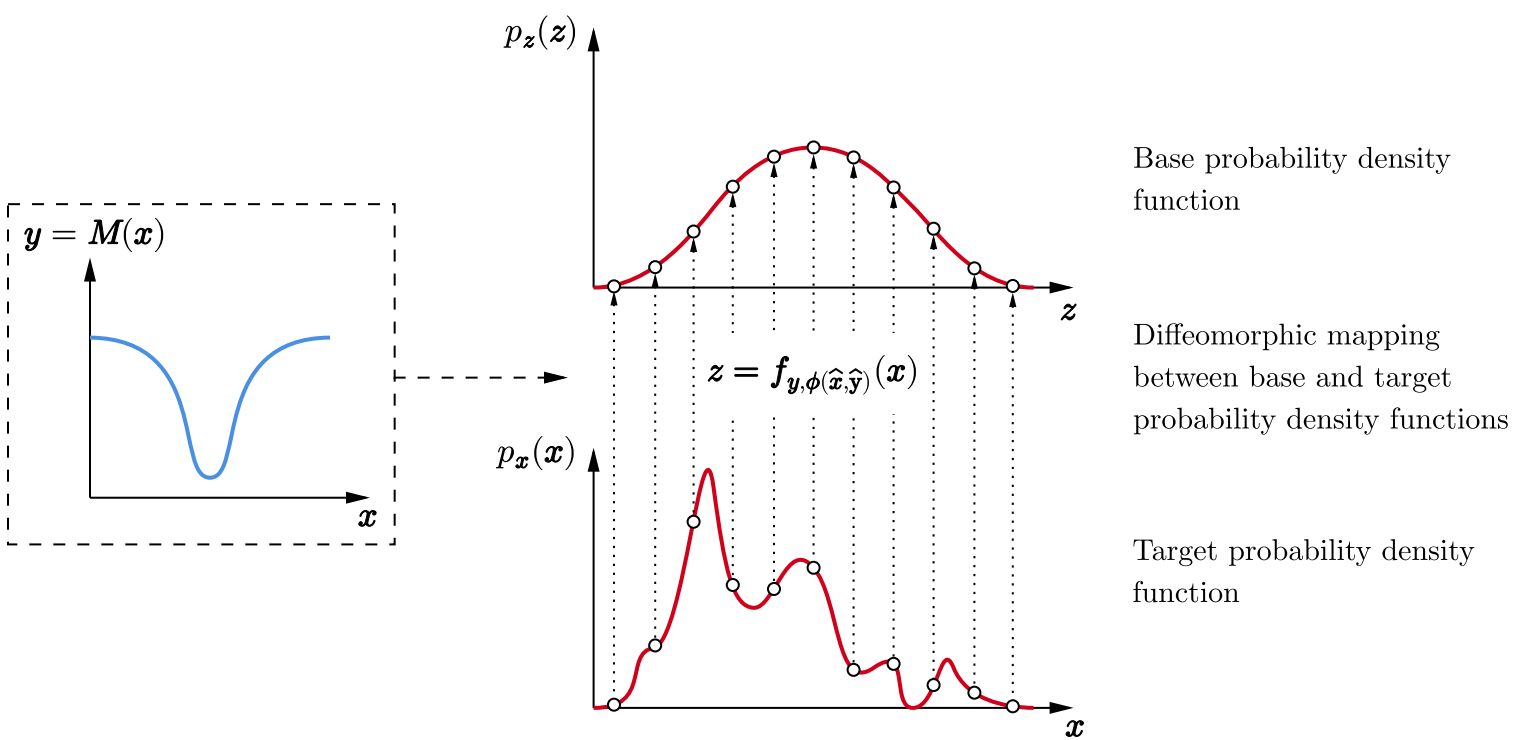 p_z(z)
Base probability density
function
z
y = M(x)
x
z = f_{y,ϕ(x̂,ŷ)}(x)
Diffeomorphic mapping
between base and target
probability density functions
p_x(x)
Target probability density
function
x